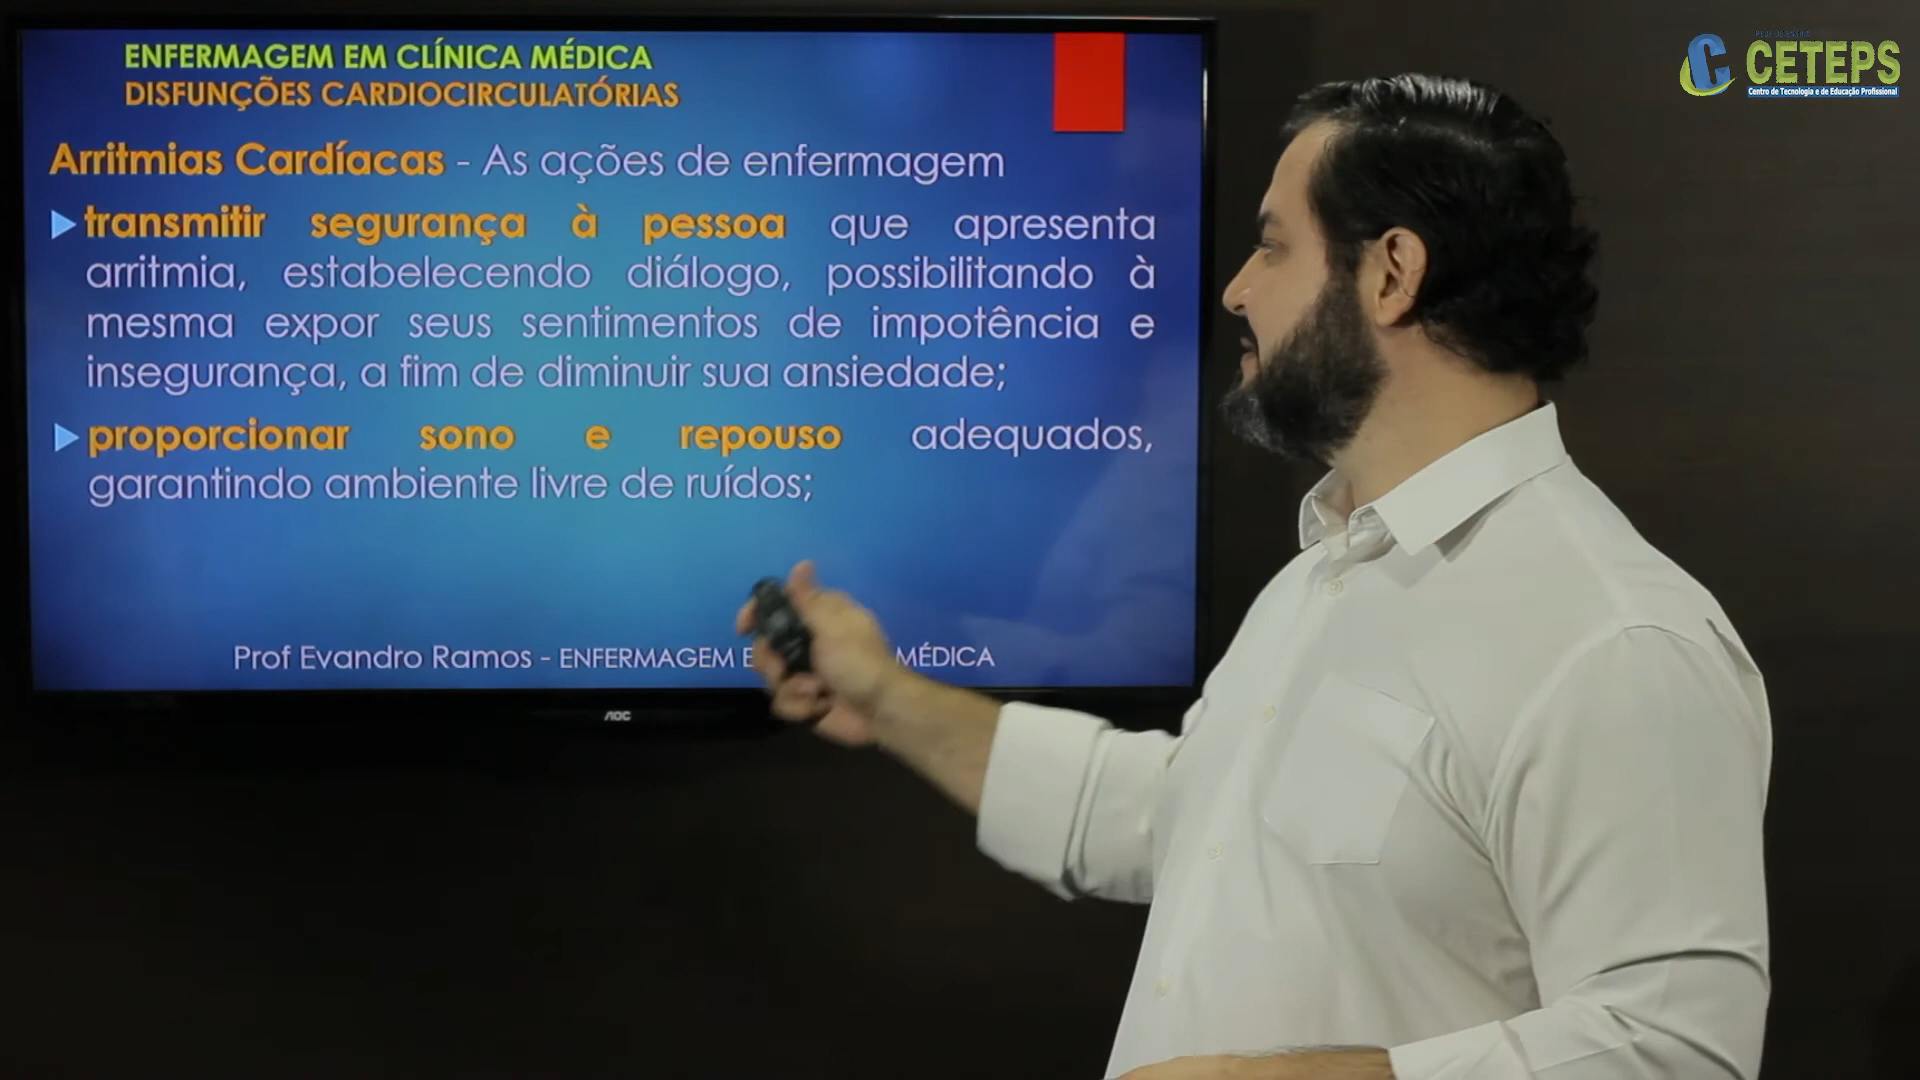 CETEPS
Centro de Tecnologia e de Educação Profissional
ENFERMAGEM EM CLÍNICA MÉDICA
DISFUNÇÕES CARDIOCIRCULATÓRIAS
Arritmias Cardíacas - As ações de enfermagem
transmitir segurança à pessoa que apresenta
arritmia, estabelecendo diálogo, possibilitando à
mesma expor seus sentimentos de impotência e
insegurança, a fim de diminuir sua ansiedade;
proporcionar sono e repouso adequados,
garantindo ambiente livre de ruídos;
Prof Evandro Ramos - ENFERMAGEM E MÉDICA
AOC